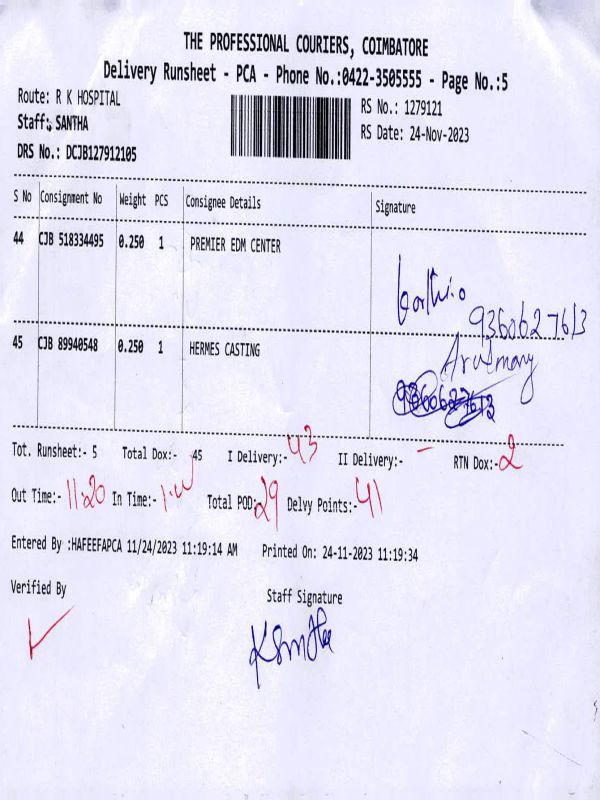 THE PROFESSIONAL COURIERS, COIMBATORE
Delivery Runsheet - PCA - Phone No.:0422-3505555 - Page No.:5
Route: R K HOSPITAL
RS No.: 1279121
Staff: SANTHA
RS Date: 24-Nov-2023
DRS No.: DCJB127912105
S No Consignment No Weight PCS Consignee Details Signature
44 CJB 518334495 0.250 1 PREMIER EDM CENTER
9360627613
45 CJB 89940548 0.250 1 HERMES CASTING
Arulmany
Tot. Runsheet:- 5 Total Dox:- 45 I Delivery:- 43 II Delivery:- - RTN Dox:- 2
Out Time:- 11:20 In Time:- Total POD:- 29 Delvy Points:- 41
Entered By :HAFEEFAPCA 11/24/2023 11:19:14 AM Printed On: 24-11-2023 11:19:34
Verified By Staff Signature